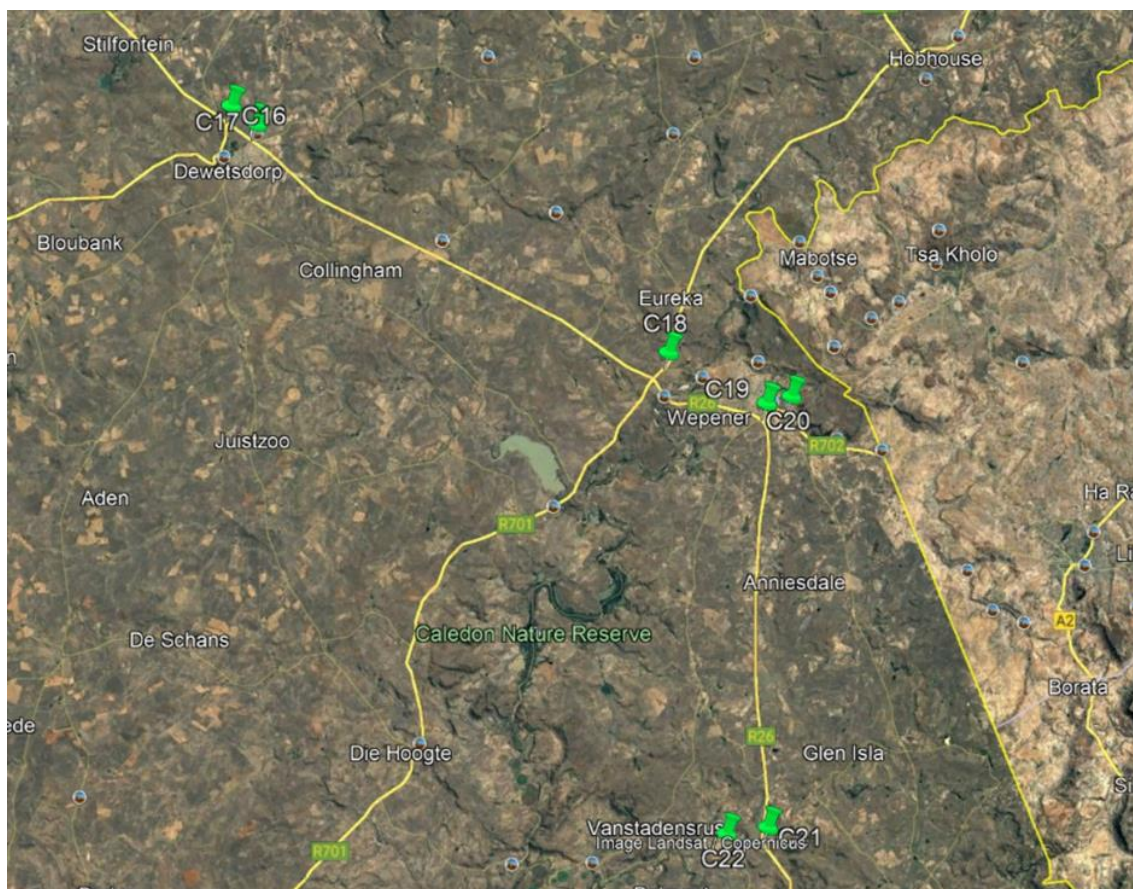 Stilfontein
Hobhouse
C17
C16
Dewetsdorp
Bloubank
Collingham
Mabotse
Tsa Kholo
Eureka
C18
C19
R26
Wepener
C20
R702
Juistzoo
Aden
Ha Ra
R701
Anniesdale
Caledon Nature Reserve
De Schans
A2
Borata
ede
R26
Die Hoogte
Glen Isla
Vanstadensrus
Image Landsat / Copernicus
C21
C22
R701